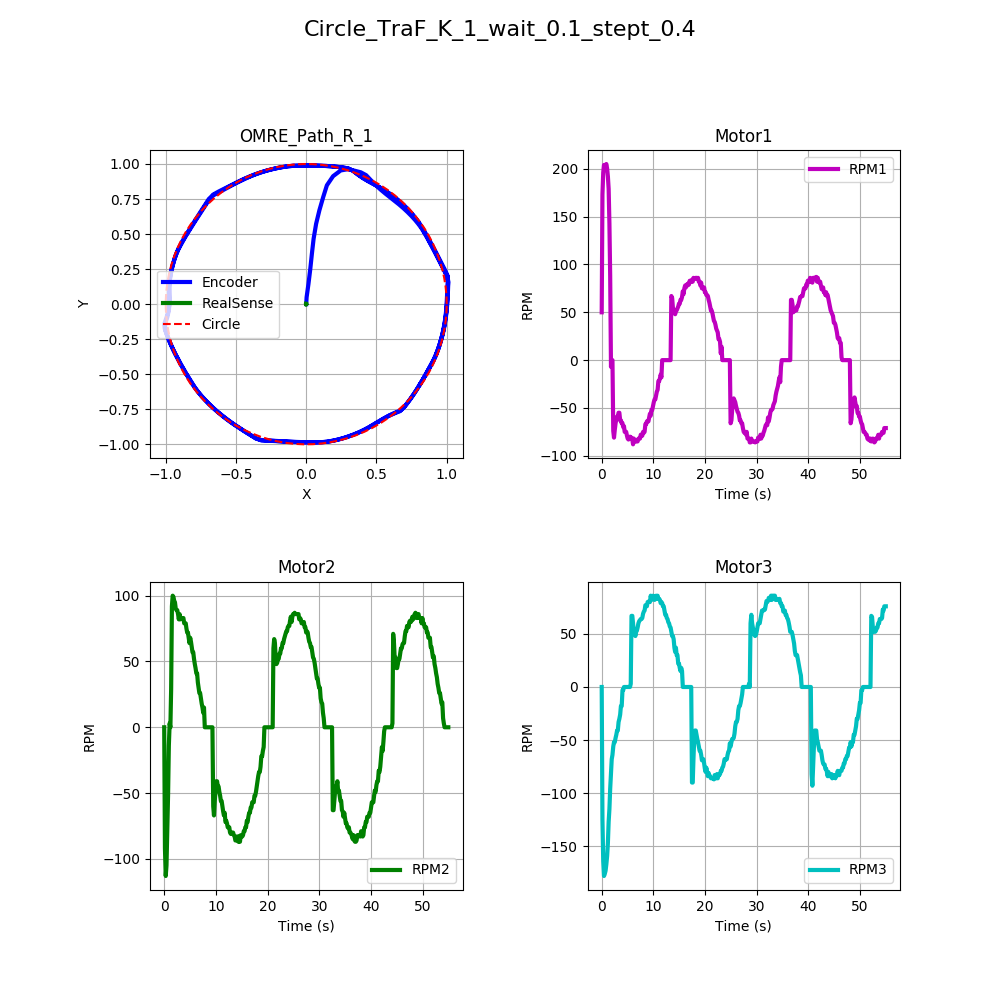 Circle_TraF_K_1_wait_0.1_stept_0.4
OMRE_Path_R_1
1.00
0.75
0.50
0.25
0.00
−0.25
−0.50
−0.75
−1.00
Y
Encoder
RealSense
Circle
−1.0 −0.5 0.0 0.5 1.0
X
Motor1
200
150
100
50
0
−50
−100
RPM
RPM1
0 10 20 30 40 50
Time (s)
Motor2
100
50
0
−50
−100
RPM
RPM2
0 10 20 30 40 50
Time (s)
Motor3
50
0
−50
−100
−150
RPM
RPM3
0 10 20 30 40 50
Time (s)